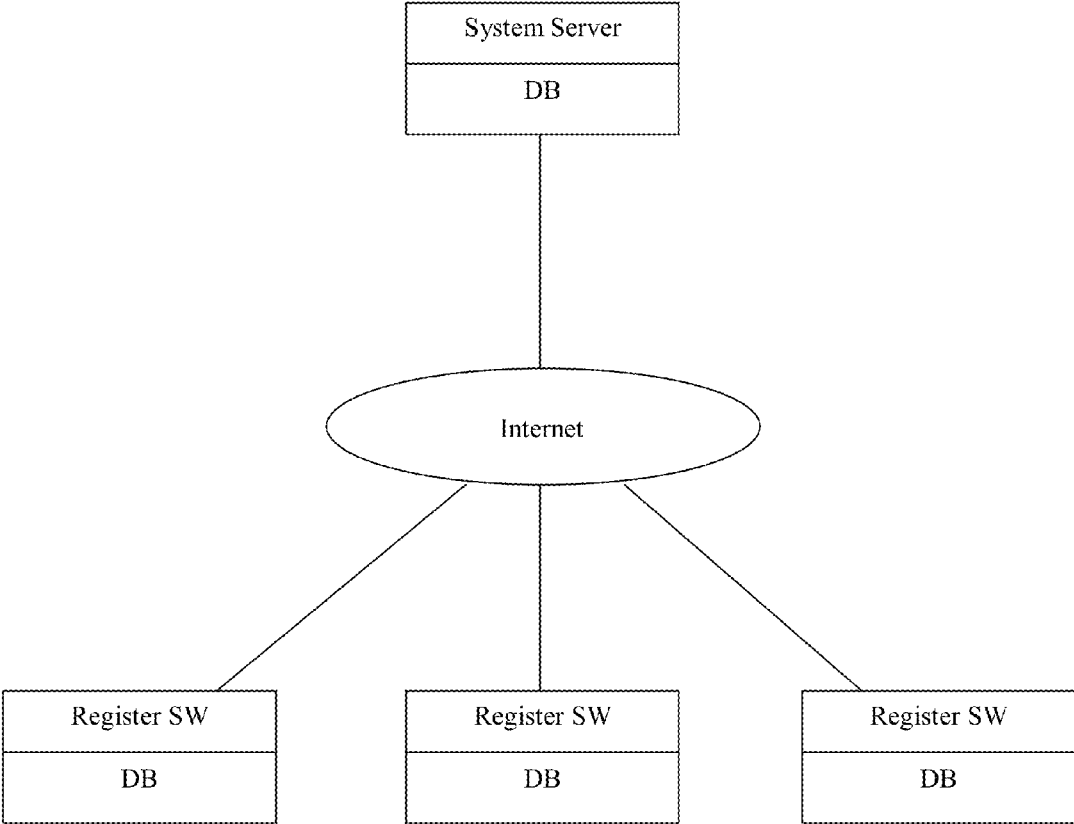 System Server
DB
Internet
Register SW
DB
Register SW
DB
Register SW
DB